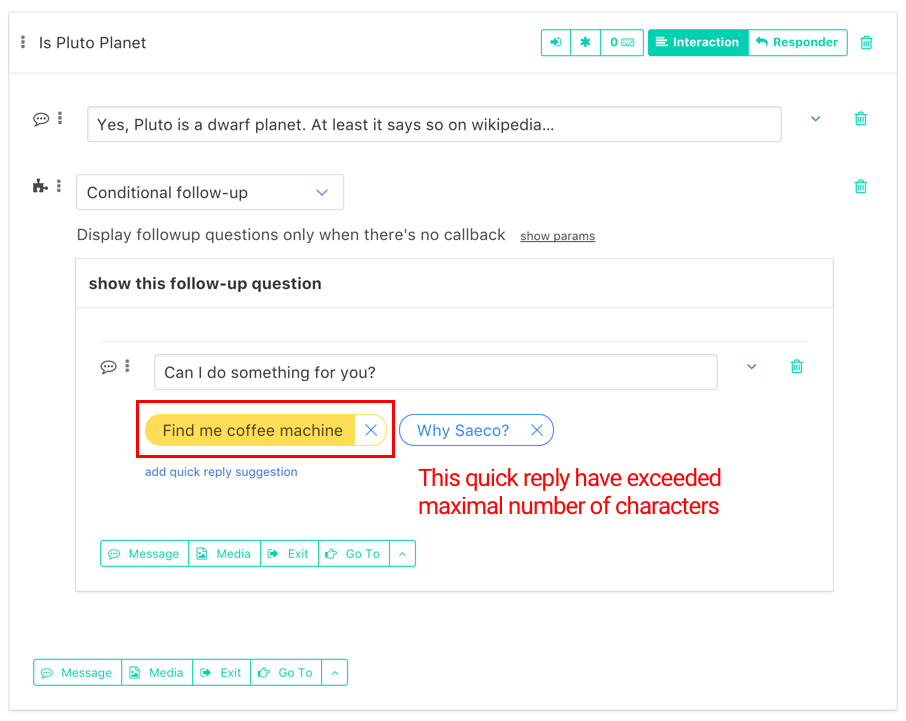 Is Pluto Planet
0
Interaction
Responder
Yes, Pluto is a dwarf planet. At least it says so on wikipedia...
Conditional follow-up
Display followup questions only when there's no callback show params
show this follow-up question
Can I do something for you?
Find me coffee machine
Why Saeco?
add quick reply suggestion
This quick reply have exceeded
maximal number of characters
Message Media Exit Go To
Message Media Exit Go To